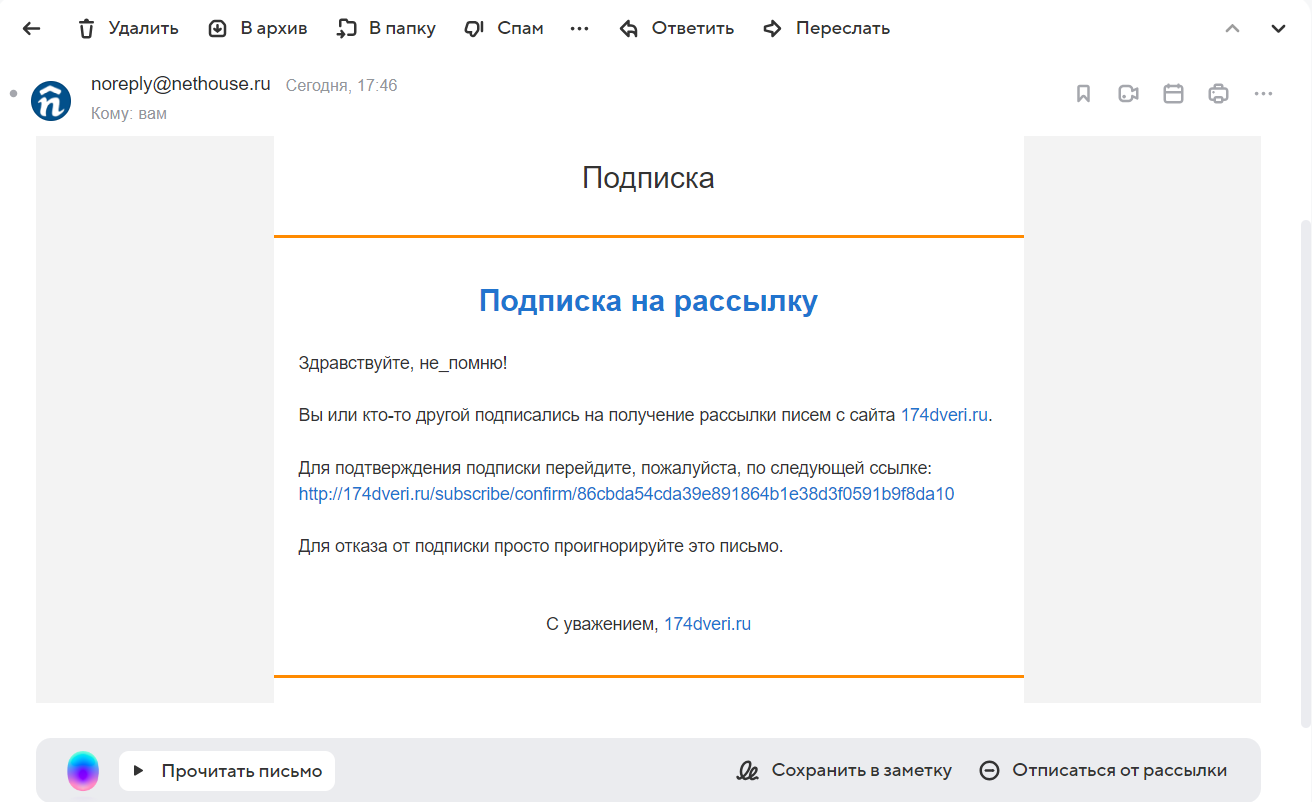 Удалить В архив В папку Спам ... Ответить Переслать
noreply@nethouse.ru Сегодня, 17:46
Кому: вам
Подписка
Подписка на рассылку
Здравствуйте, не_помню!
Вы или кто-то другой подписались на получение рассылки писем с сайта 174dveri.ru.
Для подтверждения подписки перейдите, пожалуйста, по следующей ссылке:
http://174dveri.ru/subscribe/confirm/86cbda54cda39e891864b1e38d3f0591b9f8da10
Для отказа от подписки просто проигнорируйте это письмо.
С уважением, 174dveri.ru
Прочитать письмо Сохранить в заметку Отписаться от рассылки